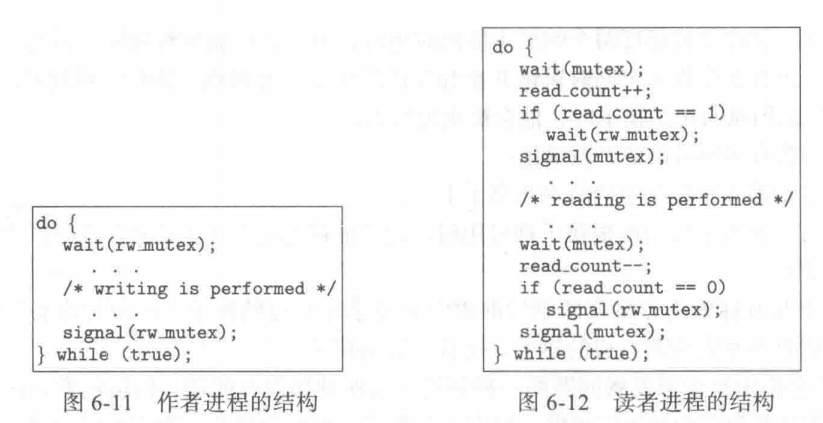 do {
wait(rw_mutex);
. . .
/* writing is performed */
signal(rw_mutex);
} while (true);
图 6-11 作者进程的结构
do {
wait(mutex);
read_count++;
if (read_count == 1)
wait(rw_mutex);
signal(mutex);
. . .
/* reading is performed */
wait(mutex);
read_count--;
if (read_count == 0)
signal(rw_mutex);
signal(mutex);
} while (true);
图 6-12 读者进程的结构